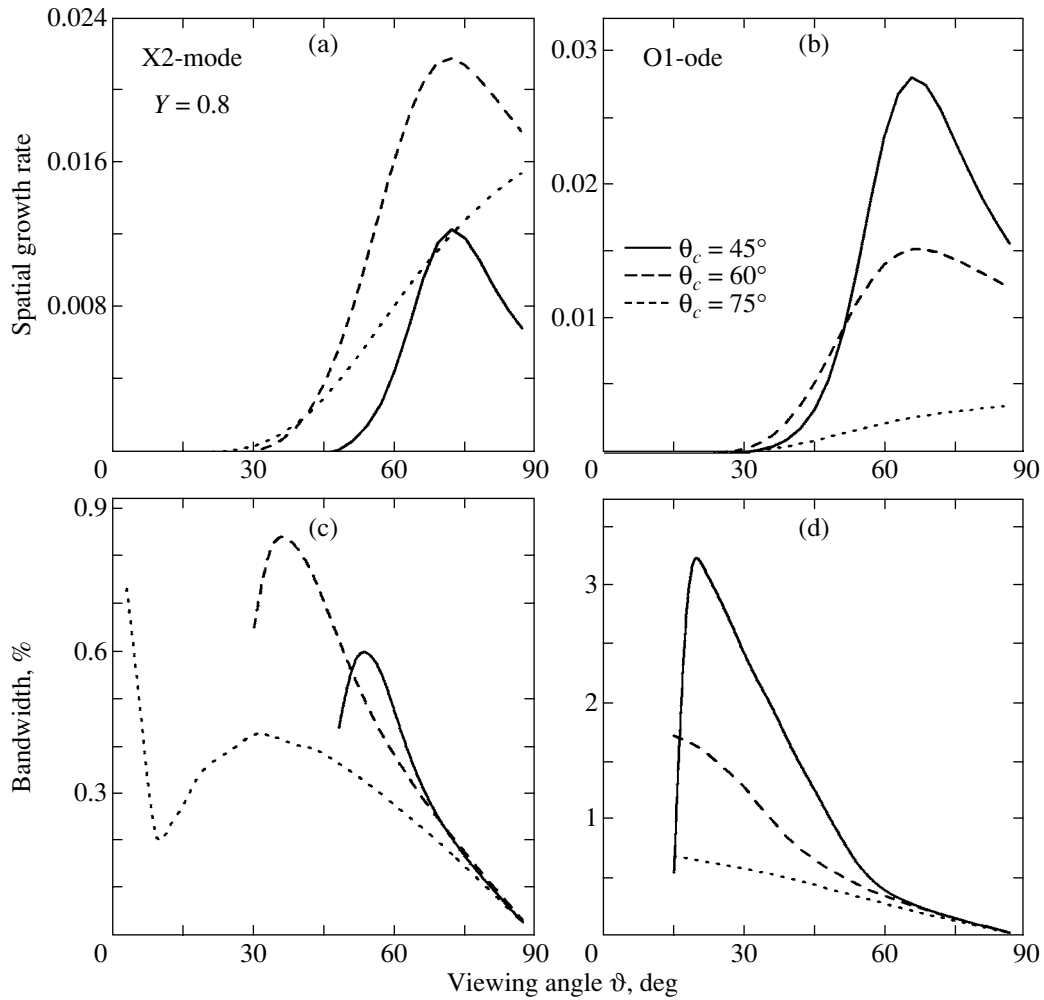 0.024
(a)
X2-mode
Y = 0.8
0.016
0.008
Spatial growth rate
0 30 60 90
0.03
(b)
O1-ode
0.02
θc = 45°
θc = 60°
θc = 75°
0.01
0 30 60 90
0.9
(c)
0.6
0.3
Bandwidth, %
0 30 60 90
(d)
3
2
1
0 30 60 90
Viewing angle ϑ, deg